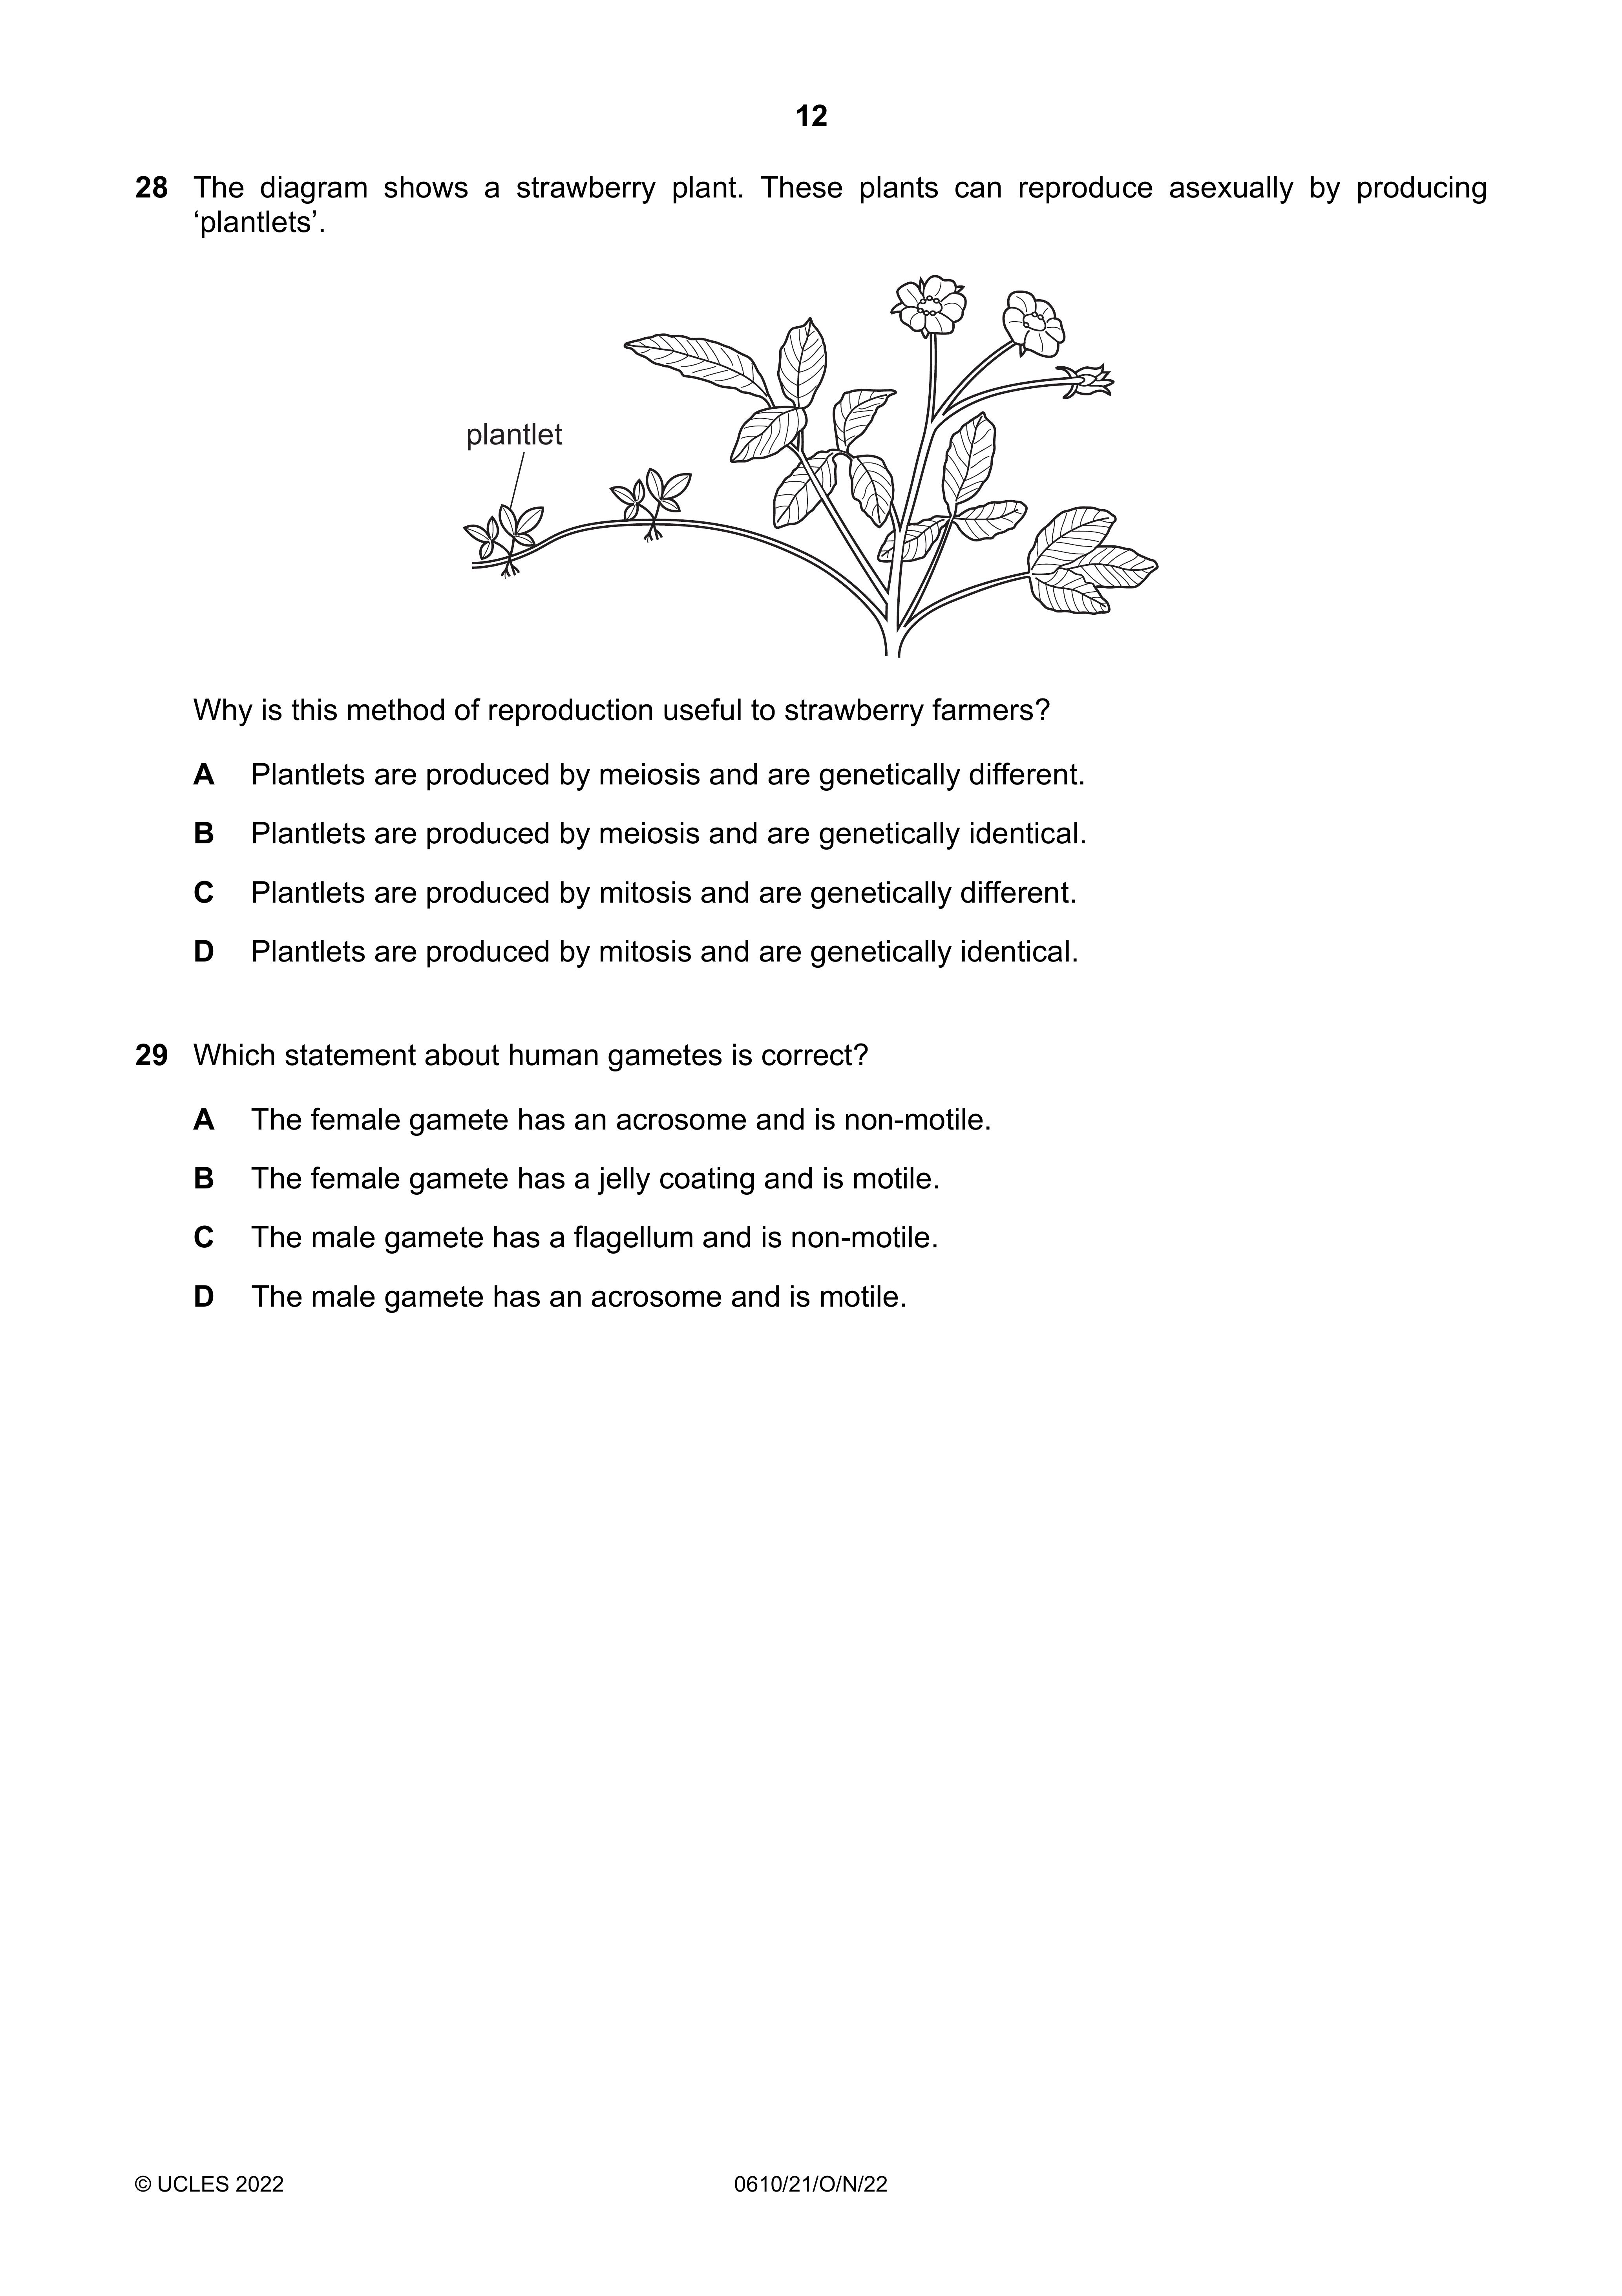 12
28 The diagram shows a strawberry plant. These plants can reproduce asexually by producing
‘plantlets’.
plantlet
Why is this method of reproduction useful to strawberry farmers?
A Plantlets are produced by meiosis and are genetically different.
B Plantlets are produced by meiosis and are genetically identical.
C Plantlets are produced by mitosis and are genetically different.
D Plantlets are produced by mitosis and are genetically identical.
29 Which statement about human gametes is correct?
A The female gamete has an acrosome and is non-motile.
B The female gamete has a jelly coating and is motile.
C The male gamete has a flagellum and is non-motile.
D The male gamete has an acrosome and is motile.
© UCLES 2022 0610/21/O/N/22